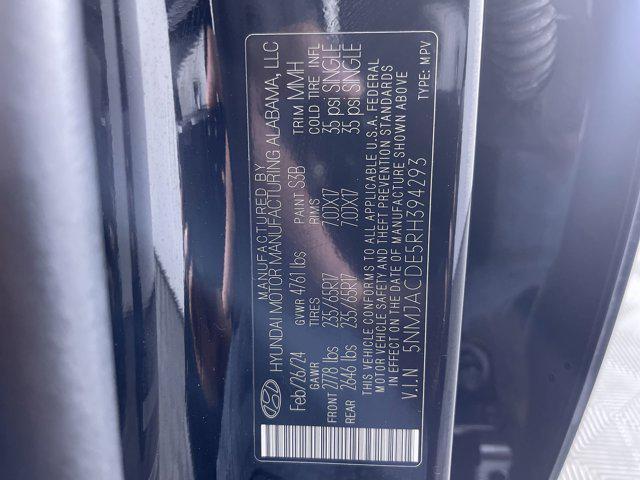 MANUFACTURED BY
HYUNDAI MOTOR MANUFACTURING ALABAMA, LLC
Feb/26/24 GVWR 4761 lbs PAINT S3B TRIM MMH
GAWR TIRES RIMS COLD TIRE INFL
FRONT 2778 lbs 235/65R17 7.0JX17 35 psi SINGLE
REAR 2646 lbs 235/65R17 7.0JX17 35 psi SINGLE
THIS VEHICLE CONFORMS TO ALL APPLICABLE U.S.A. FEDERAL
MOTOR VEHICLE SAFETY AND THEFT PREVENTION STANDARDS
IN EFFECT ON THE DATE OF MANUFACTURE SHOWN ABOVE
V.I.N 5NMJACDE5RH394293 TYPE: MPV